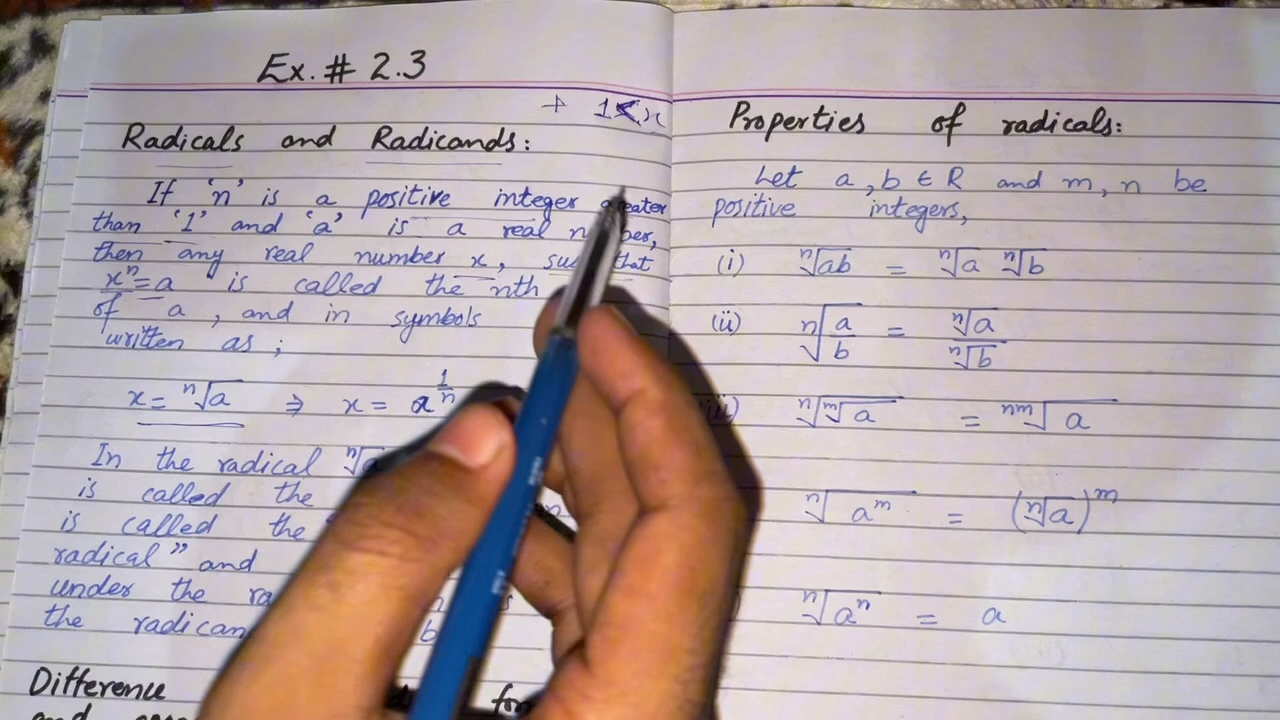 Ex. # 2.3
Radicals and Radicands:
If 'n' is a positive integer greater
than '1' and 'a' is a real
then any real number x, that
xⁿ = a is called the nth
of a, and in symbols
written as;
x = ⁿ√a ⇒ x = a^(1/n)
In the radical ⁿ√a
is called the
is called the
radical" and
under the
the
Difference
and
Properties of radicals:
Let a, b ∈ R and m, n be
positive integers,
(i) ⁿ√ab = ⁿ√a ⁿ√b
(ii) ⁿ√(a/b) = ⁿ√a / ⁿ√b
ⁿ√(ᵐ√a) = ⁿᵐ√a
ⁿ√aᵐ = (ⁿ√a)ᵐ
ⁿ√aⁿ = a